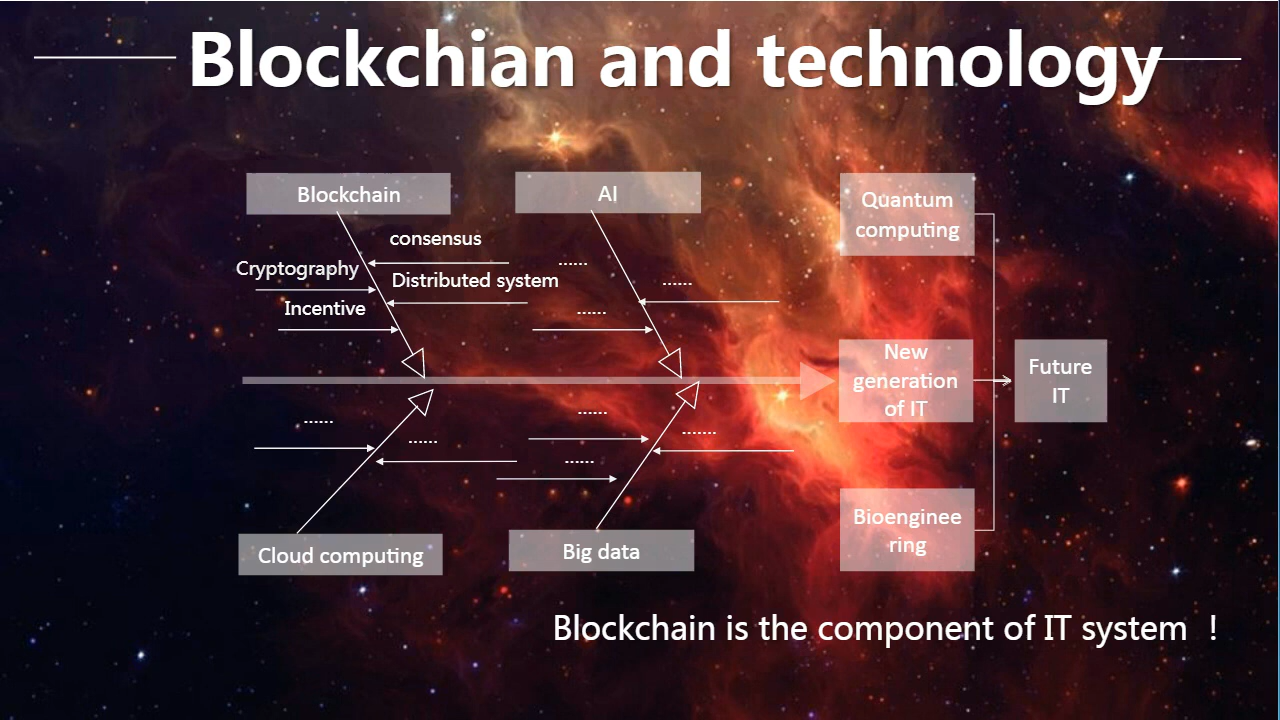 Blockchian and technology
Blockchain
AI
Quantum
computing
consensus
Cryptography
......
Distributed system
......
Incentive
......
New
generation
of IT
Future
IT
......
......
......
.......
......
Bioenginee
ring
Cloud computing
Big data
Blockchain is the component of IT system !